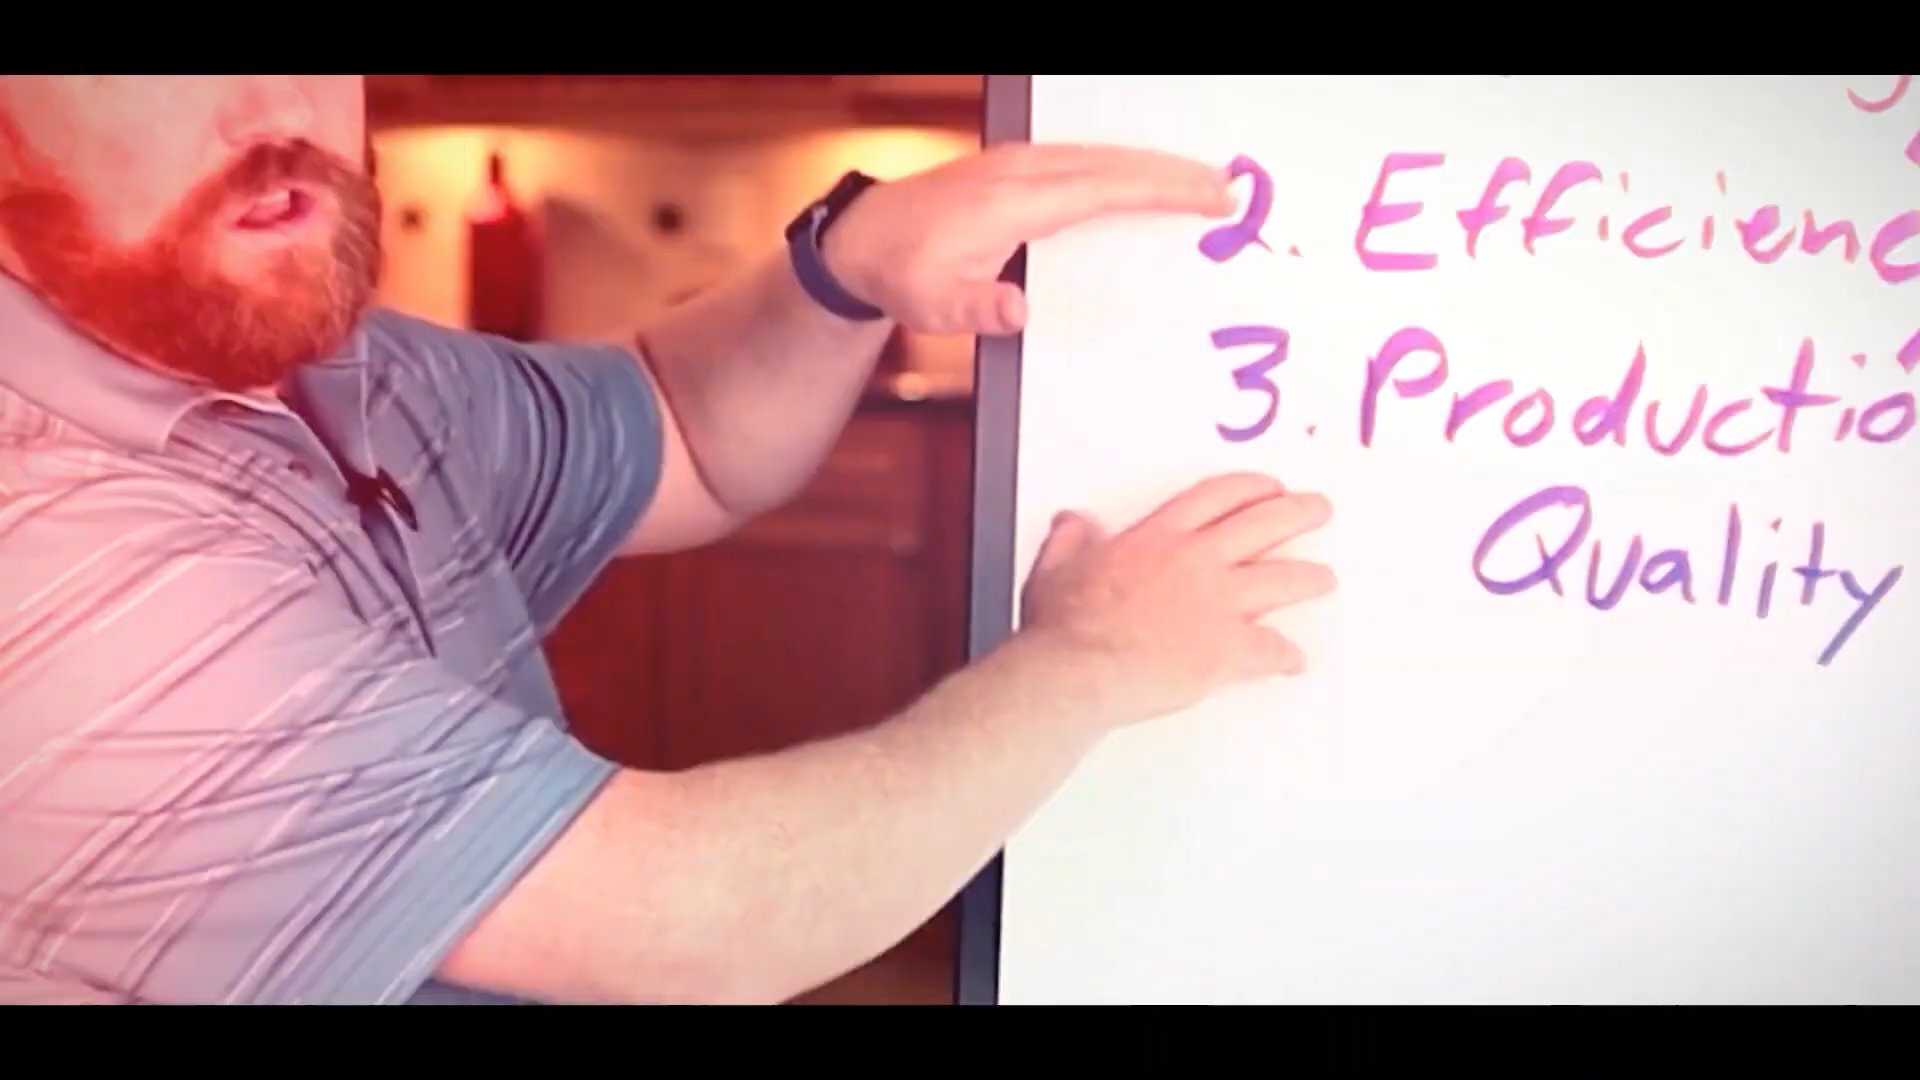 2. Efficienc
3. Productio
Quality